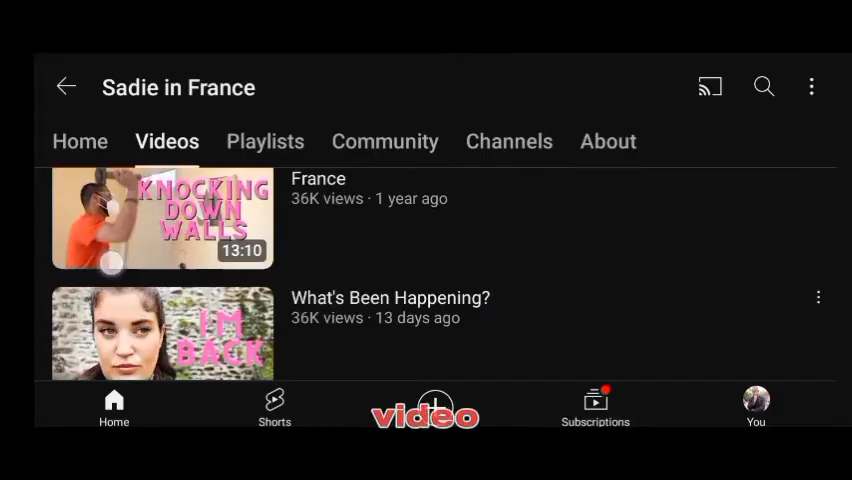 Sadie in France
Home Videos Playlists Community Channels About
KNOCKING
DOWN
WALLS
13:10
France
36K views · 1 year ago
I'M
BACK
What's Been Happening?
36K views · 13 days ago
video
Home Shorts Subscriptions You